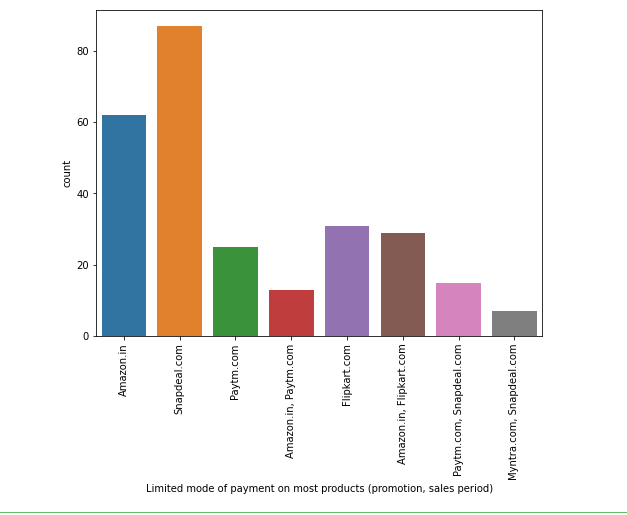 count
80
60
40
20
0
Amazon.in
Snapdeal.com
Paytm.com
Amazon.in, Paytm.com
Flipkart.com
Amazon.in, Flipkart.com
Paytm.com, Snapdeal.com
Myntra.com, Snapdeal.com
Limited mode of payment on most products (promotion, sales period)